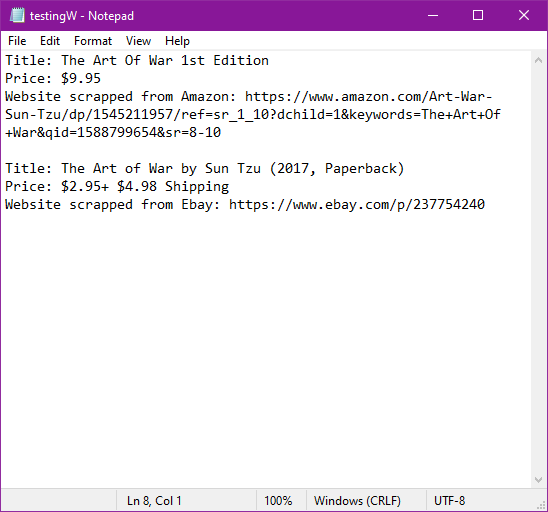 testingW - Notepad
File Edit Format View Help
Title: The Art Of War 1st Edition
Price: $9.95
Website scrapped from Amazon: https://www.amazon.com/Art-War-
Sun-Tzu/dp/1545211957/ref=sr_1_10?dchild=1&keywords=The+Art+Of
+War&qid=1588799654&sr=8-10

Title: The Art of War by Sun Tzu (2017, Paperback)
Price: $2.95+ $4.98 Shipping
Website scrapped from Ebay: https://www.ebay.com/p/237754240
Ln 8, Col 1 100% Windows (CRLF) UTF-8